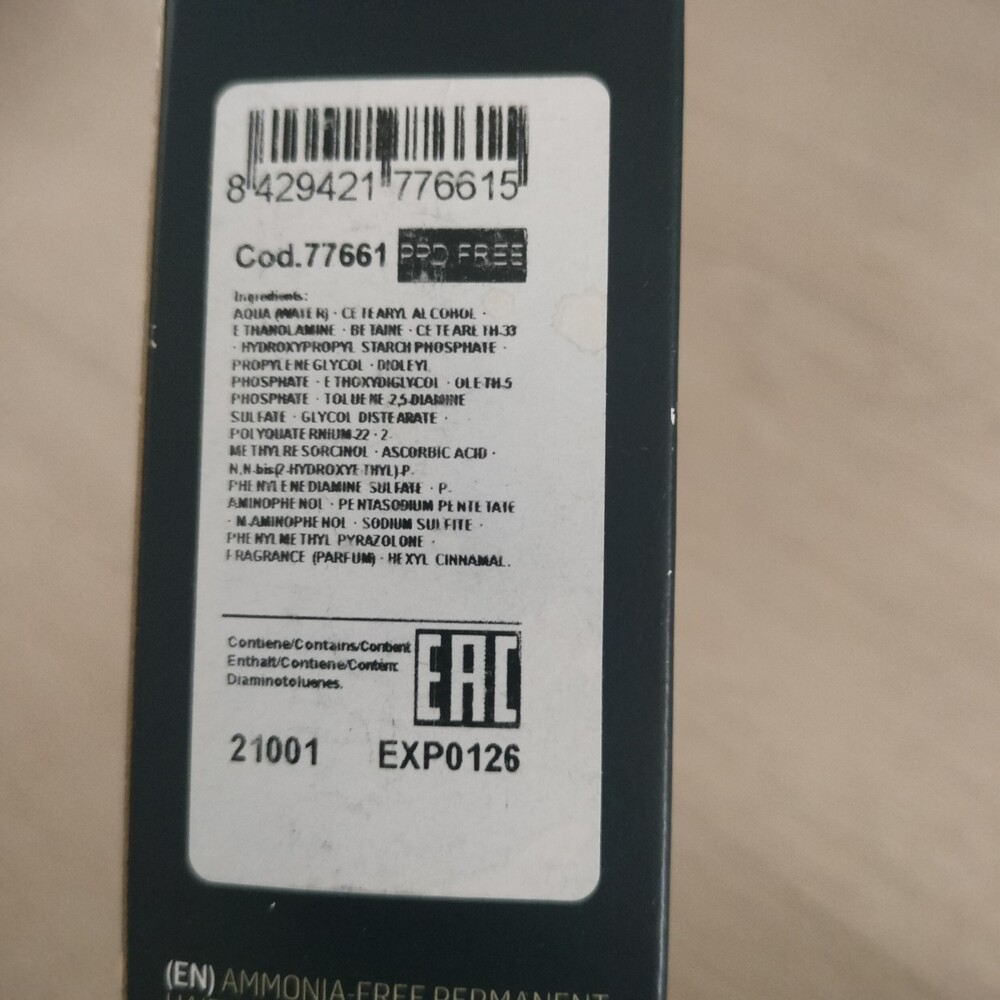 8 429421 776615
Cod.77661 PPD FREE
Ingredients:
AQUA (WATER) · CETEARYL ALCOHOL ·
ETHANOLAMINE · BETAINE · CETEARETH-33
· HYDROXYPROPYL STARCH PHOSPHATE ·
PROPYLENE GLYCOL · DIOLEYL
PHOSPHATE · ETHOXYDIGLYCOL · OLETH-5
PHOSPHATE · TOLUENE 2,5-DIAMINE
SULFATE · GLYCOL DISTEARATE ·
POLYQUATERNIUM-22 · 2-
METHYLRESORCINOL · ASCORBIC ACID ·
N,N-bis(2-HYDROXYETHYL)-P-
PHENYLENEDIAMINE SULFATE · P-
AMINOPHENOL · PENTASODIUM PENTETATE
· M-AMINOPHENOL · SODIUM SULFITE ·
PHENYL METHYL PYRAZOLONE ·
FRAGRANCE (PARFUM) · HEXYL CINNAMAL.
Contiene/Contains/Contient
Enthalt/Contiene/Contém:
Diaminotoluenes.
EAC
21001 EXP0126
(EN) AMMONIA-FREE PERMANENT